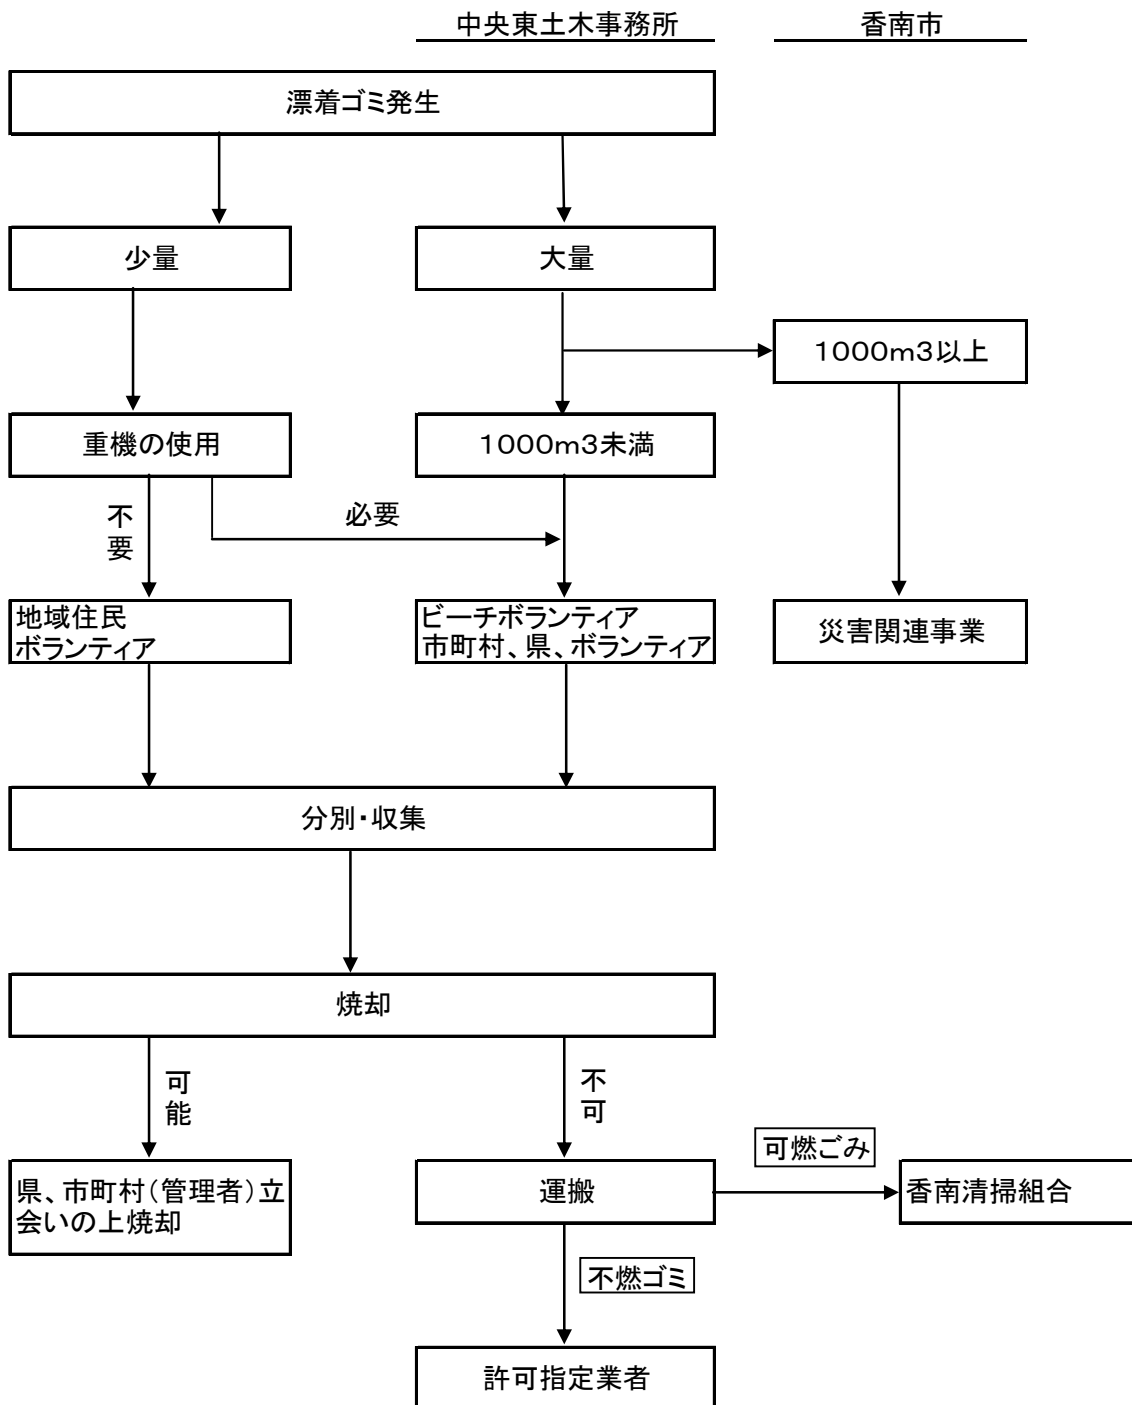 中央東土木事務所
香南市
漂着ゴミ発生
少量
大量
1000m3以上
重機の使用
1000m3未満
不要
必要
地域住民
ボランティア
ビーチボランティア
市町村、県、ボランティア
災害関連事業
分別・収集
焼却
可能
不可
可燃ごみ
県、市町村(管理者)立
会いの上焼却
運搬
香南清掃組合
不燃ゴミ
許可指定業者